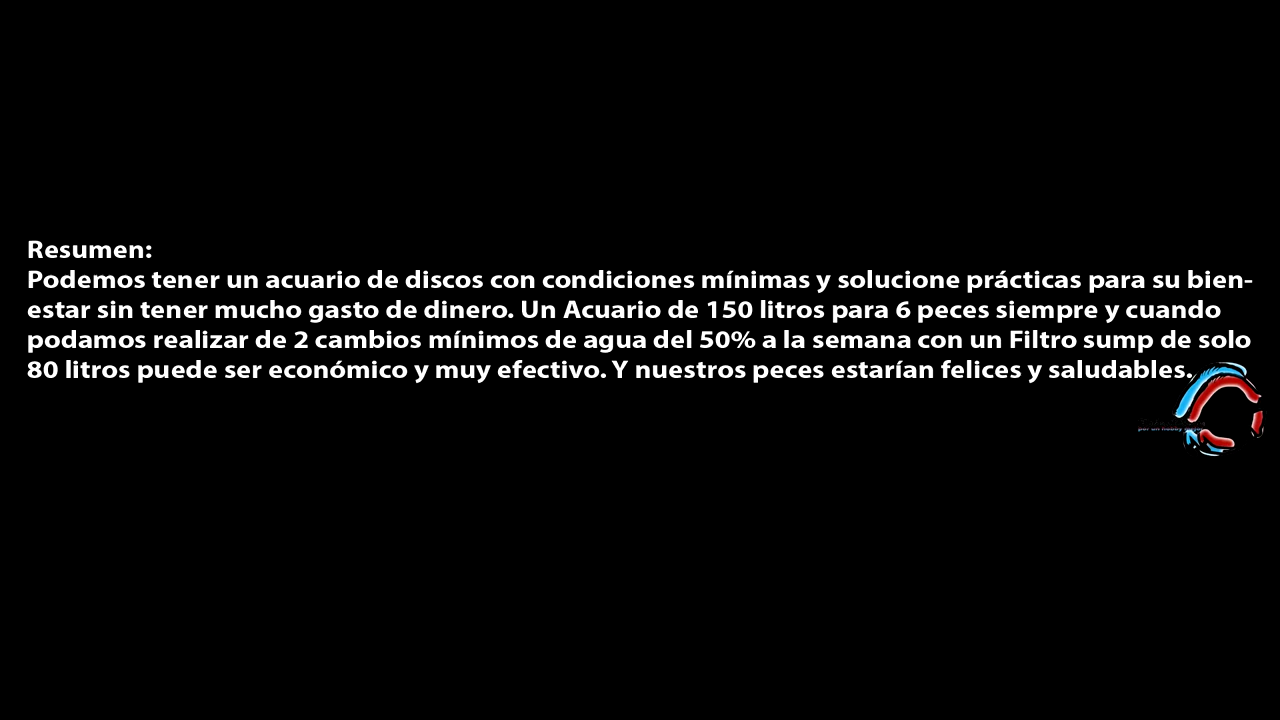 Resumen:
Podemos tener un acuario de discos con condiciones mínimas y solucione prácticas para su bien-
estar sin tener mucho gasto de dinero. Un Acuario de 150 litros para 6 peces siempre y cuando
podamos realizar de 2 cambios mínimos de agua del 50% a la semana con un Filtro sump de solo
80 litros puede ser económico y muy efectivo. Y nuestros peces estarían felices y saludables.
por un hobby